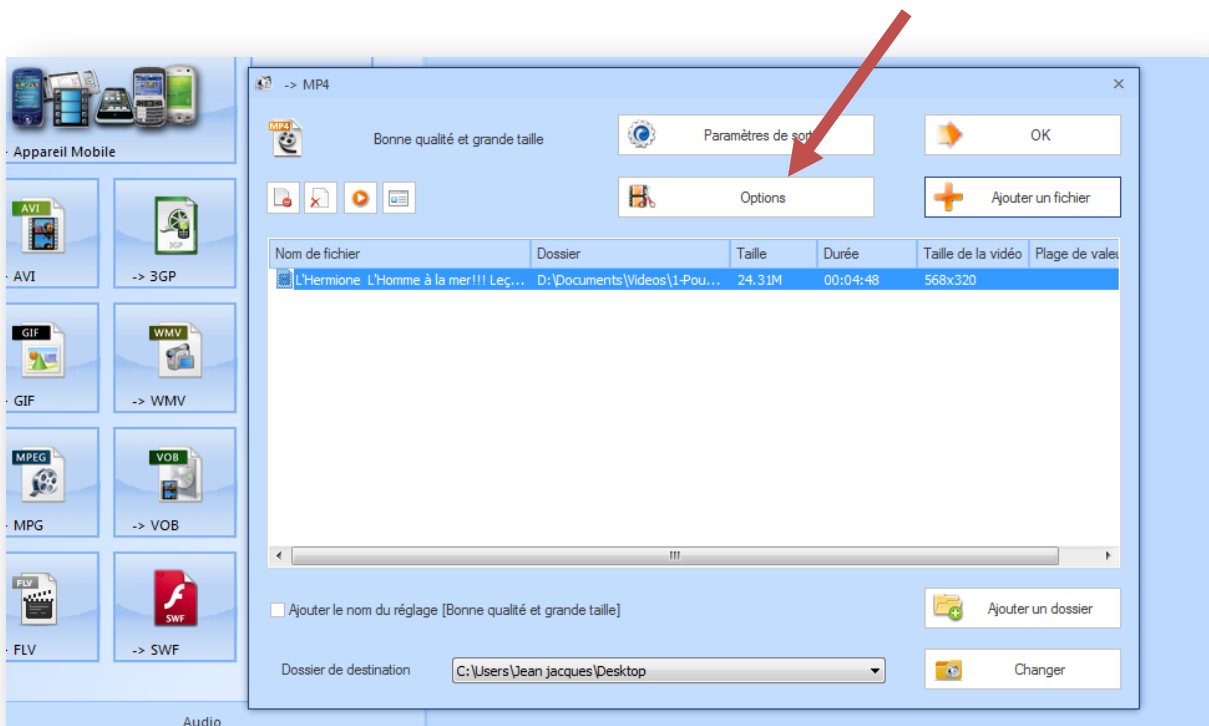 -> MP4
MP4
Bonne qualité et grande taille
Paramètres de sort
OK
Options
Ajouter un fichier
Nom de fichier Dossier Taille Durée Taille de la vidéo Plage de valeu
L'Hermione L'Homme à la mer!!! Leç... D:\Documents\Videos\1-Pou... 24.31M 00:04:48 568x320
Ajouter le nom du réglage [Bonne qualité et grande taille]
Ajouter un dossier
Dossier de destination
C:\Users\Jean jacques\Desktop
Changer
Appareil Mobile
AVI
AVI
3GP
-> 3GP
GIF
GIF
WMV
-> WMV
MPEG
MPG
VOB
-> VOB
FLV
FLV
SWF
-> SWF
Audio